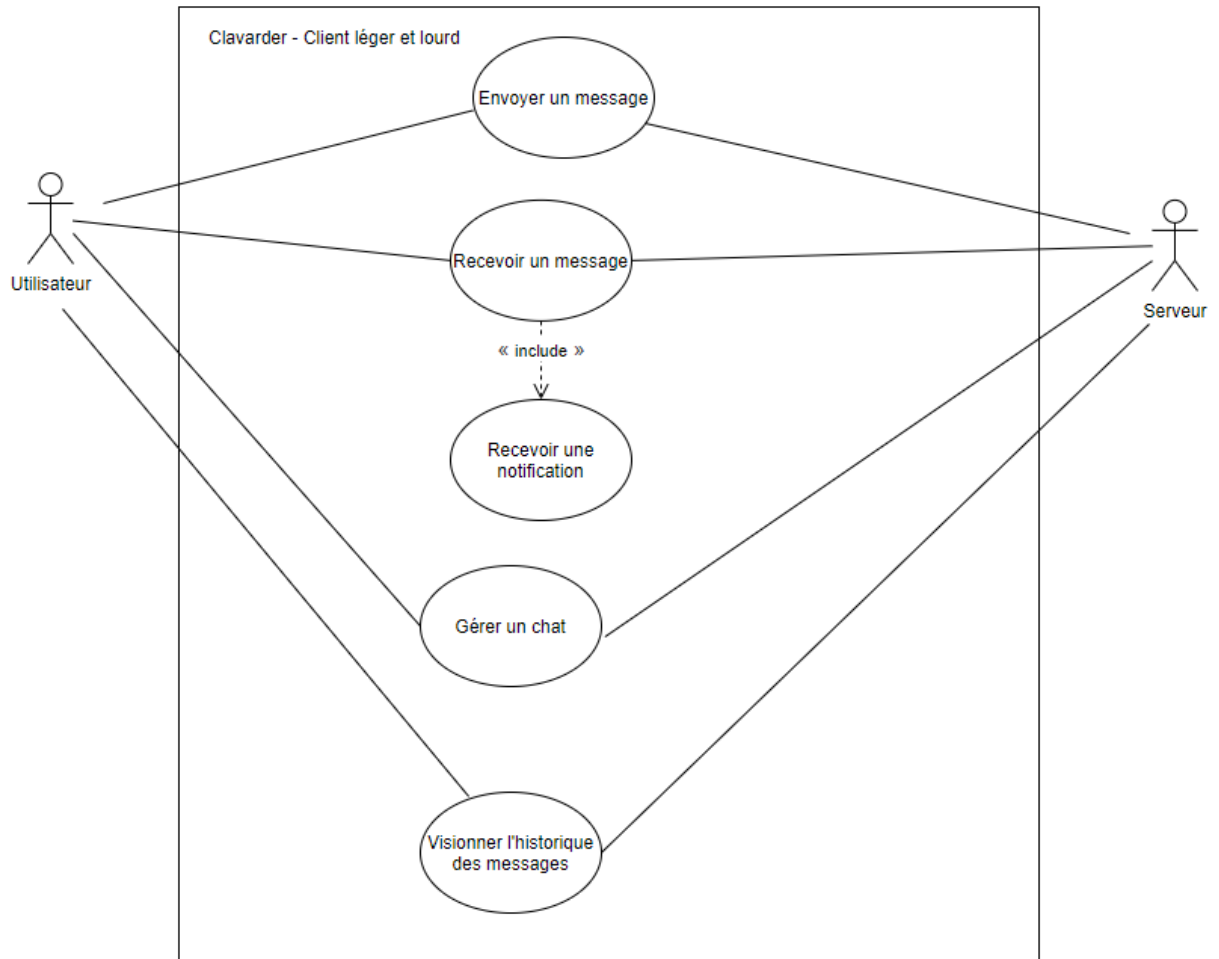 Clavarder - Client léger et lourd
Envoyer un message
Utilisateur
Recevoir un message
Serveur
« include »
Recevoir une
notification
Gérer un chat
Visionner l'historique
des messages